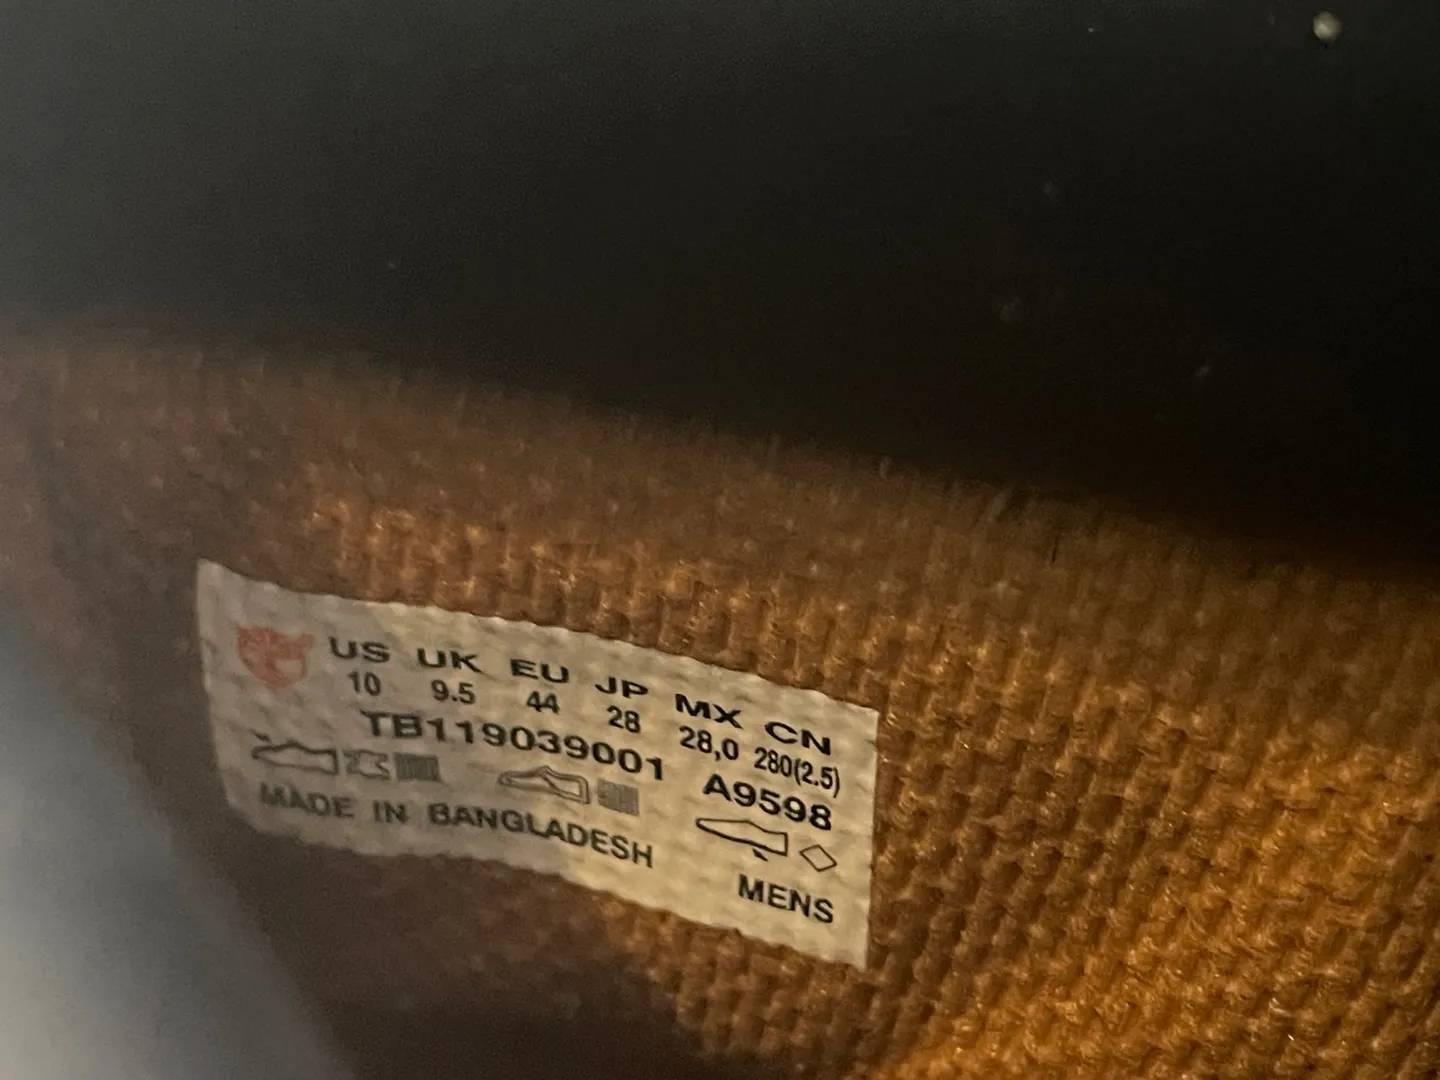 US UK EU JP MX CN
10 9.5 44 28 28,0 280(2.5)
TB119039001 A9598
MADE IN BANGLADESH
MENS